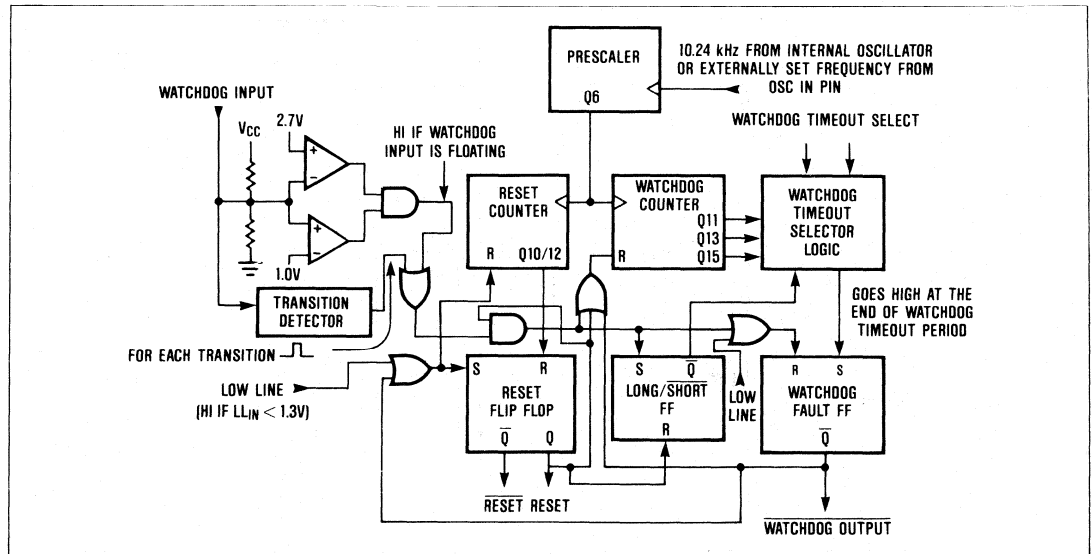 PRESCALER
Q6
10.24 kHz FROM INTERNAL OSCILLATOR
OR EXTERNALLY SET FREQUENCY FROM
OSC IN PIN
WATCHDOG INPUT
VCC
2.7V
+
−
+
−
1.0V
HI IF WATCHDOG
INPUT IS FLOATING
WATCHDOG TIMEOUT SELECT
RESET
COUNTER
R Q10/12
WATCHDOG
COUNTER
Q11
Q13
R Q15
WATCHDOG
TIMEOUT
SELECTOR
LOGIC
TRANSITION
DETECTOR
GOES HIGH AT THE
END OF WATCHDOG
TIMEOUT PERIOD
FOR EACH TRANSITION
LOW LINE
(HI IF LLIN < 1.3V)
S R
RESET
FLIP FLOP
Q̅ Q
S Q̅
LONG/S̅H̅O̅R̅T̅
FF
R
LOW
LINE
R S
WATCHDOG
FAULT FF
Q̅
R̅E̅S̅E̅T̅ RESET
W̅A̅T̅C̅H̅D̅O̅G̅ O̅U̅T̅P̅U̅T̅